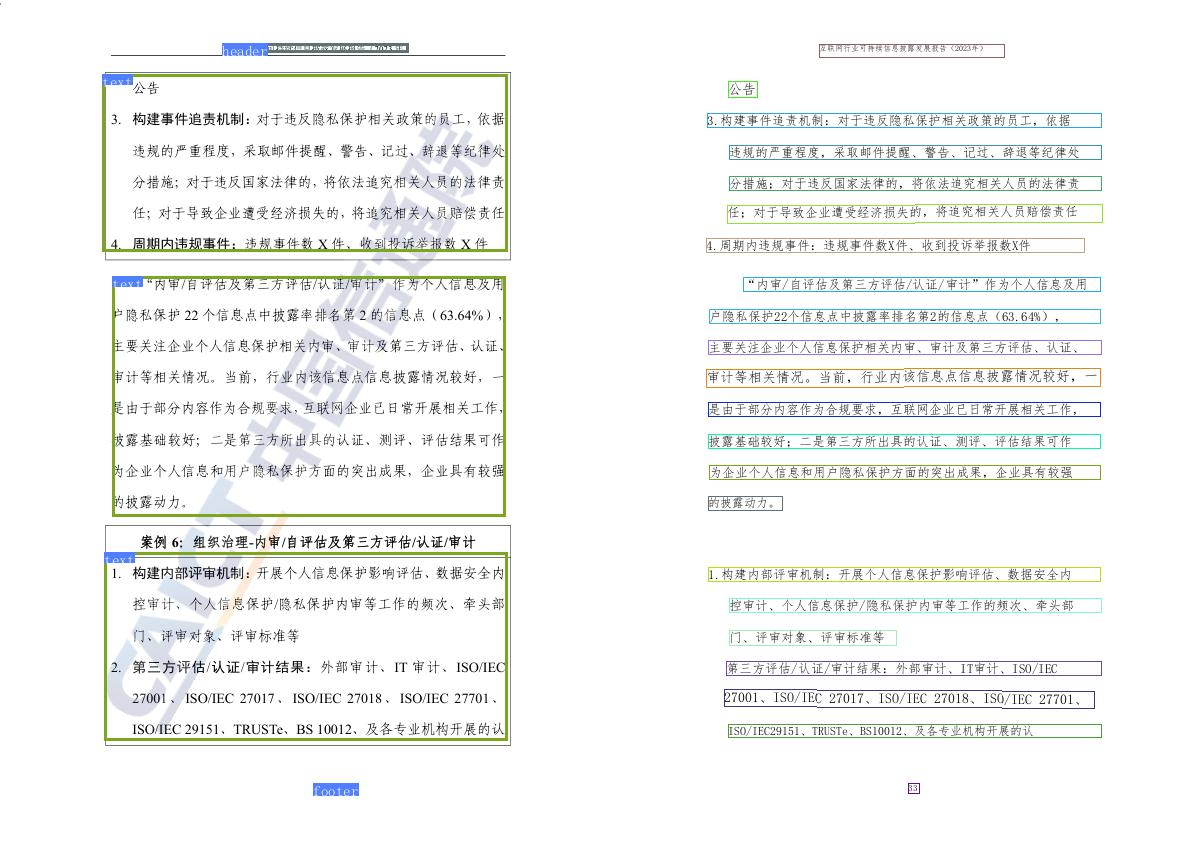 header
text
公告
3. 构建事件追责机制：对于违反隐私保护相关政策的员工，依据
违规的严重程度，采取邮件提醒、警告、记过、辞退等纪律处
分措施；对于违反国家法律的，将依法追究相关人员的法律责
任；对于导致企业遭受经济损失的，将追究相关人员赔偿责任
4. 周期内违规事件：违规事件数 X 件、收到投诉举报数 X 件
text
“内审/自评估及第三方评估/认证/审计”作为个人信息及用
户隐私保护 22 个信息点中披露率排名第 2 的信息点（63.64%），
主要关注企业个人信息保护相关内审、审计及第三方评估、认证、
审计等相关情况。当前，行业内该信息点信息披露情况较好，一
是由于部分内容作为合规要求，互联网企业已日常开展相关工作，
披露基础较好；二是第三方所出具的认证、测评、评估结果可作
为企业个人信息和用户隐私保护方面的突出成果，企业具有较强
的披露动力。
案例 6：组织治理-内审/自评估及第三方评估/认证/审计
text
1. 构建内部评审机制：开展个人信息保护影响评估、数据安全内
控审计、个人信息保护/隐私保护内审等工作的频次、牵头部
门、评审对象、评审标准等
2. 第三方评估/认证/审计结果：外部审计、IT 审计、ISO/IEC
27001、ISO/IEC 27017、ISO/IEC 27018、ISO/IEC 27701、
ISO/IEC 29151、TRUSTe、BS 10012、及各专业机构开展的认
footer
CAICT 中国信通院
互联网行业可持续信息披露发展报告（2023年）
公告
3.构建事件追责机制：对于违反隐私保护相关政策的员工，依据
违规的严重程度，采取邮件提醒、警告、记过、辞退等纪律处
分措施；对于违反国家法律的，将依法追究相关人员的法律责
任；对于导致企业遭受经济损失的，将追究相关人员赔偿责任
4.周期内违规事件：违规事件数X件、收到投诉举报数X件
“内审/自评估及第三方评估/认证/审计”作为个人信息及用
户隐私保护22个信息点中披露率排名第2的信息点（63.64%），
主要关注企业个人信息保护相关内审、审计及第三方评估、认证、
审计等相关情况。当前，行业内该信息点信息披露情况较好，一
是由于部分内容作为合规要求，互联网企业已日常开展相关工作，
披露基础较好；二是第三方所出具的认证、测评、评估结果可作
为企业个人信息和用户隐私保护方面的突出成果，企业具有较强
的披露动力。
1.构建内部评审机制：开展个人信息保护影响评估、数据安全内
控审计、个人信息保护/隐私保护内审等工作的频次、牵头部
门、评审对象、评审标准等
第三方评估/认证/审计结果：外部审计、IT审计、ISO/IEC
27001、ISO/IEC 27017、ISO/IEC 27018、ISO/IEC 27701、
ISO/IEC29151、TRUSTe、BS10012、及各专业机构开展的认
33